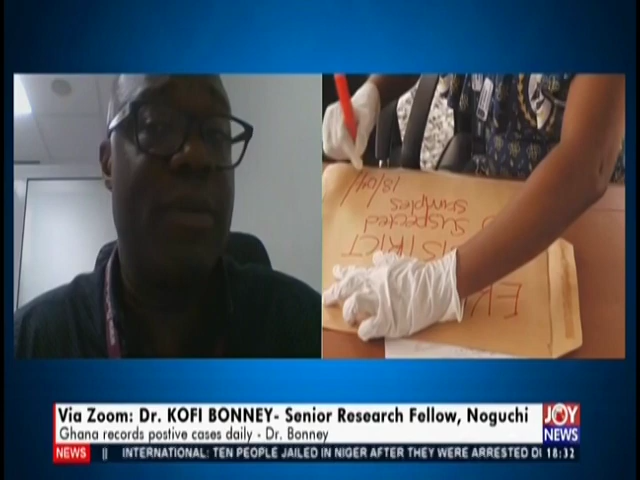 ISTRICT
SUSPECTED
SAMPLES
18/04/
Via Zoom: Dr. KOFI BONNEY- Senior Research Fellow, Noguchi
Ghana records postive cases daily - Dr. Bonney
JOY
NEWS
NEWS || INTERNATIONAL: TEN PEOPLE JAILED IN NIGER AFTER THEY WERE ARRESTED 18:32